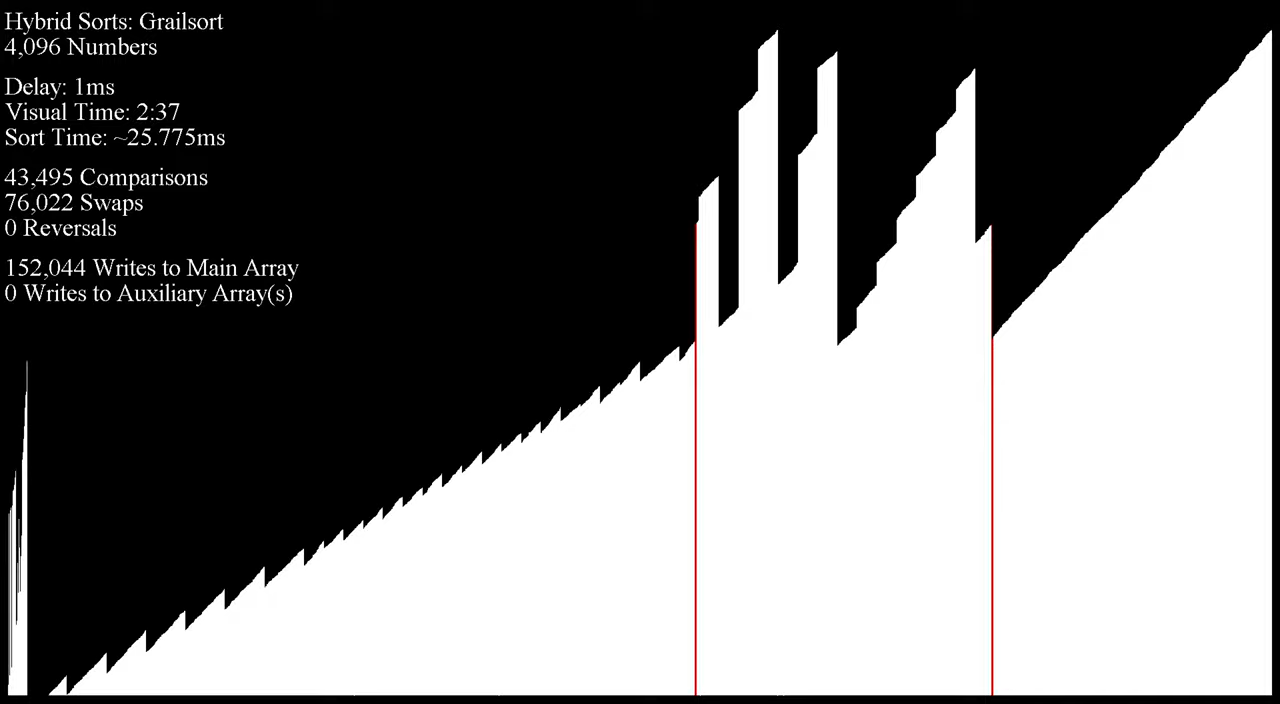 Hybrid Sorts: Grailsort
4,096 Numbers
Delay: 1ms
Visual Time: 2:37
Sort Time: ~25.775ms
43,495 Comparisons
76,022 Swaps
0 Reversals
152,044 Writes to Main Array
0 Writes to Auxiliary Array(s)